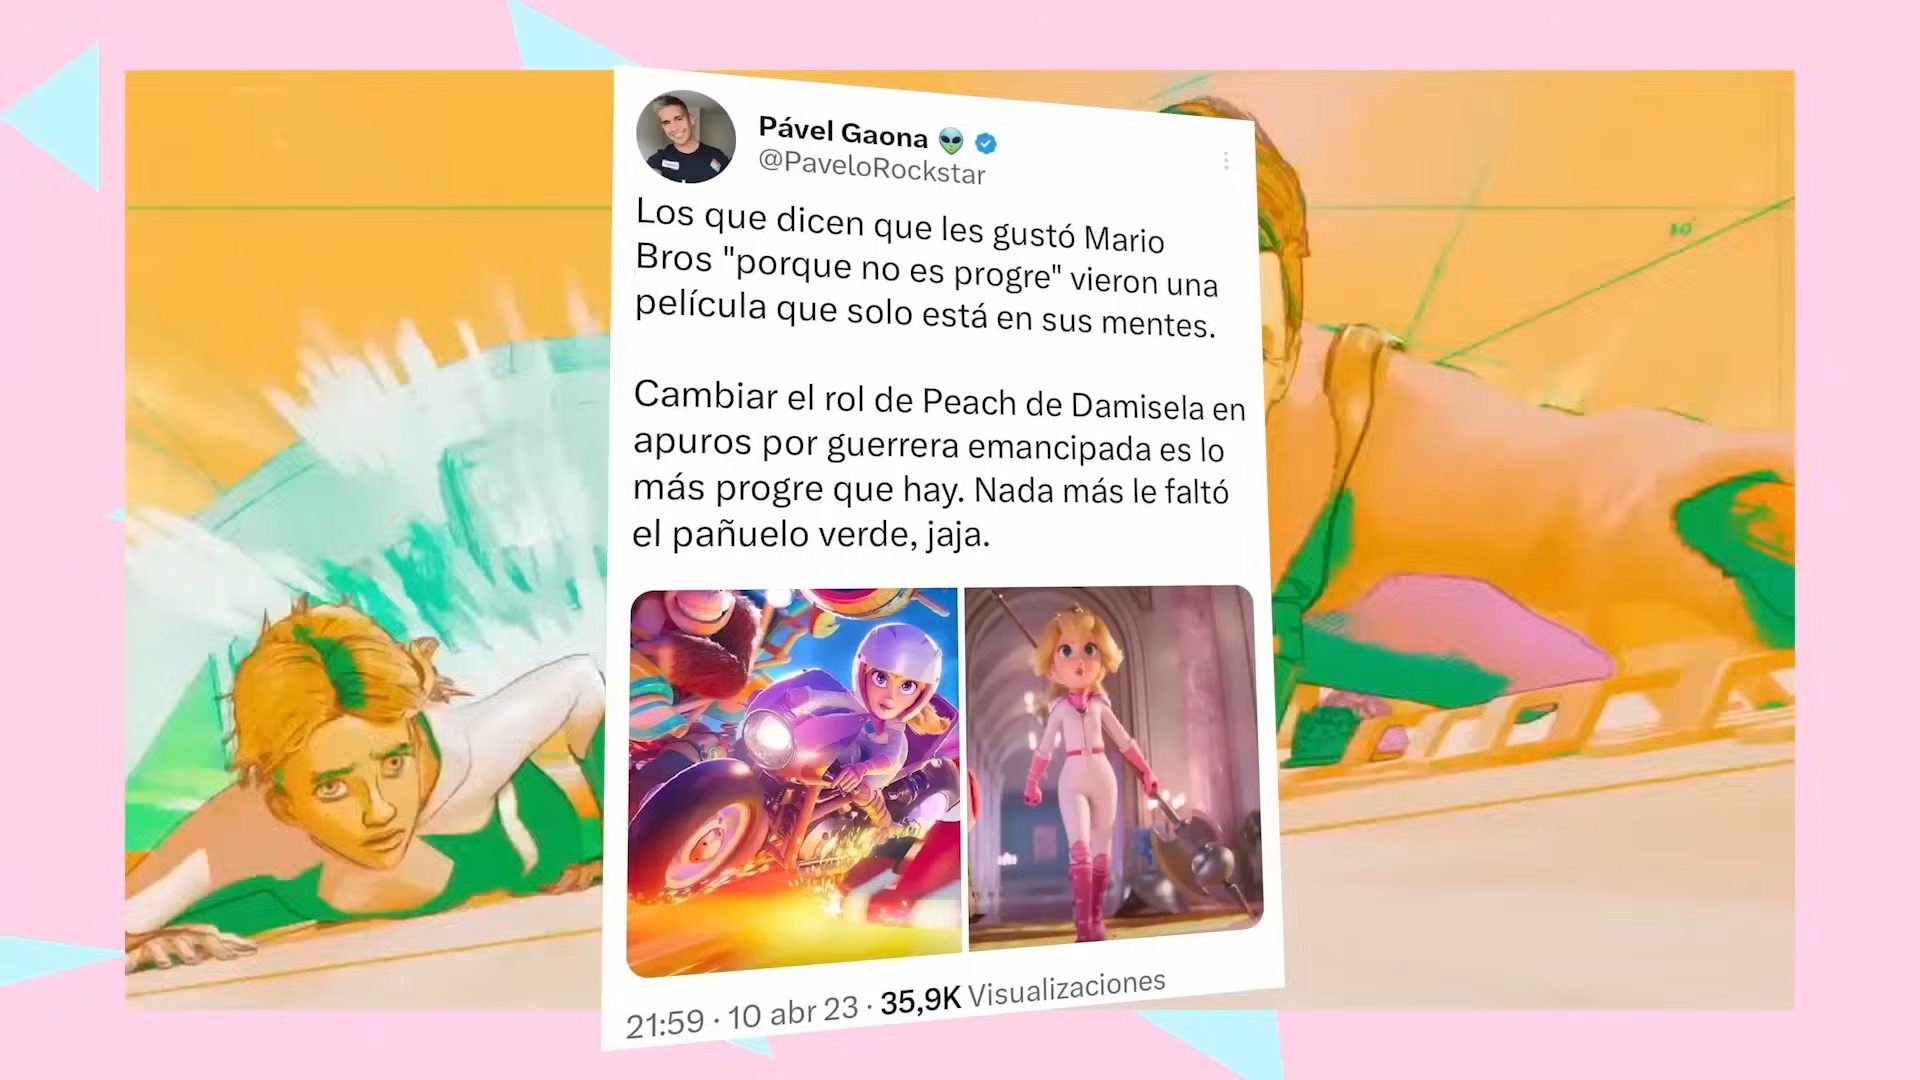 Pável Gaona 👽
@PaveloRockstar
Los que dicen que les gustó Mario
Bros "porque no es progre" vieron una
película que solo está en sus mentes.
Cambiar el rol de Peach de Damisela en
apuros por guerrera emancipada es lo
más progre que hay. Nada más le faltó
el pañuelo verde, jaja.
21:59 · 10 abr 23 · 35,9K Visualizaciones